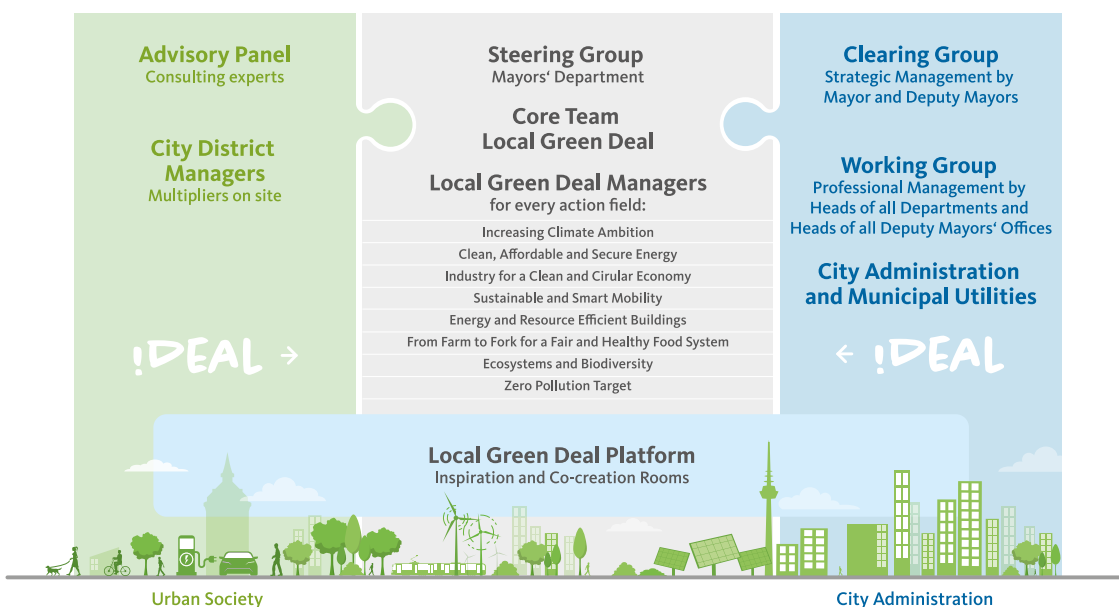 Advisory Panel
Consulting experts
City District
Managers
Multipliers on site
!DEAL →
Steering Group
Mayors‘ Department
Core Team
Local Green Deal
Local Green Deal Managers
for every action field:
Increasing Climate Ambition
Clean, Affordable and Secure Energy
Industry for a Clean and Cirular Economy
Sustainable and Smart Mobility
Energy and Resource Efficient Buildings
From Farm to Fork for a Fair and Healthy Food System
Ecosystems and Biodiversity
Zero Pollution Target
Clearing Group
Strategic Management by
Mayor and Deputy Mayors
Working Group
Professional Management by
Heads of all Departments and
Heads of all Deputy Mayors‘ Offices
City Administration
and Municipal Utilities
← !DEAL
Local Green Deal Platform
Inspiration and Co-creation Rooms
Urban Society
City Administration